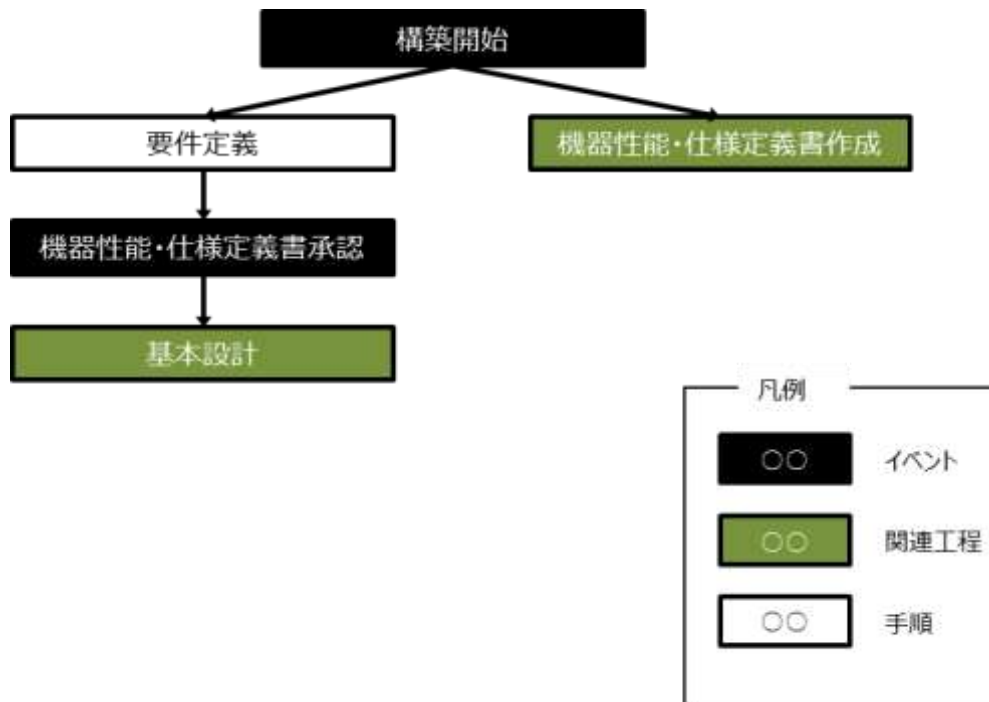 構築開始
要件定義
機器性能・仕様定義書作成
機器性能・仕様定義書承認
基本設計
凡例
○○
イベント
○○
関連工程
○○
手順